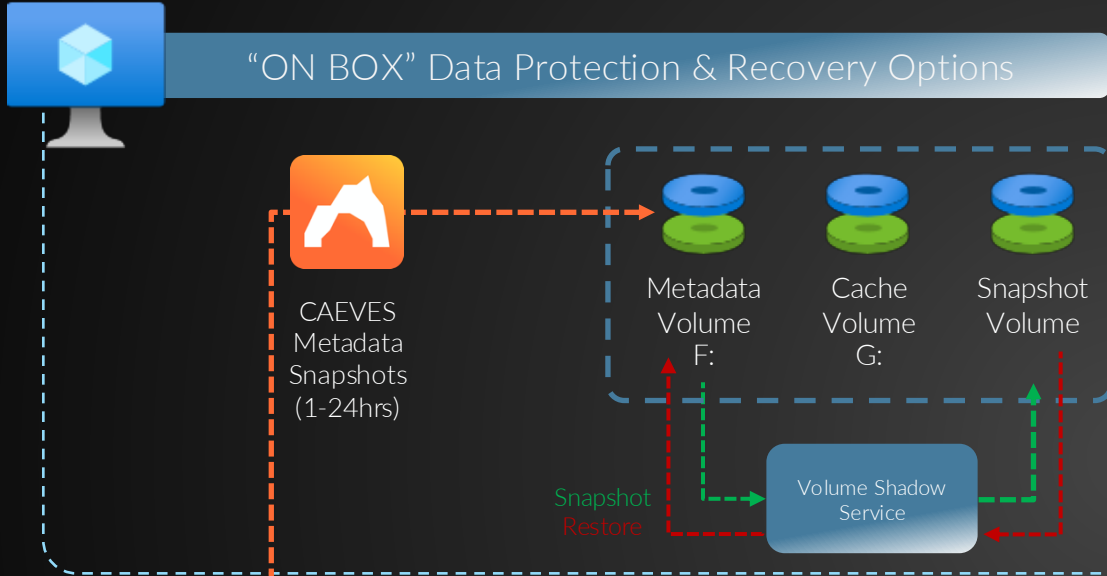 “ON BOX” Data Protection & Recovery Options
CAEVES
Metadata
Snapshots
(1-24hrs)
Metadata
Volume
F:
Cache
Volume
G:
Snapshot
Volume
Snapshot
Restore
Volume Shadow
Service